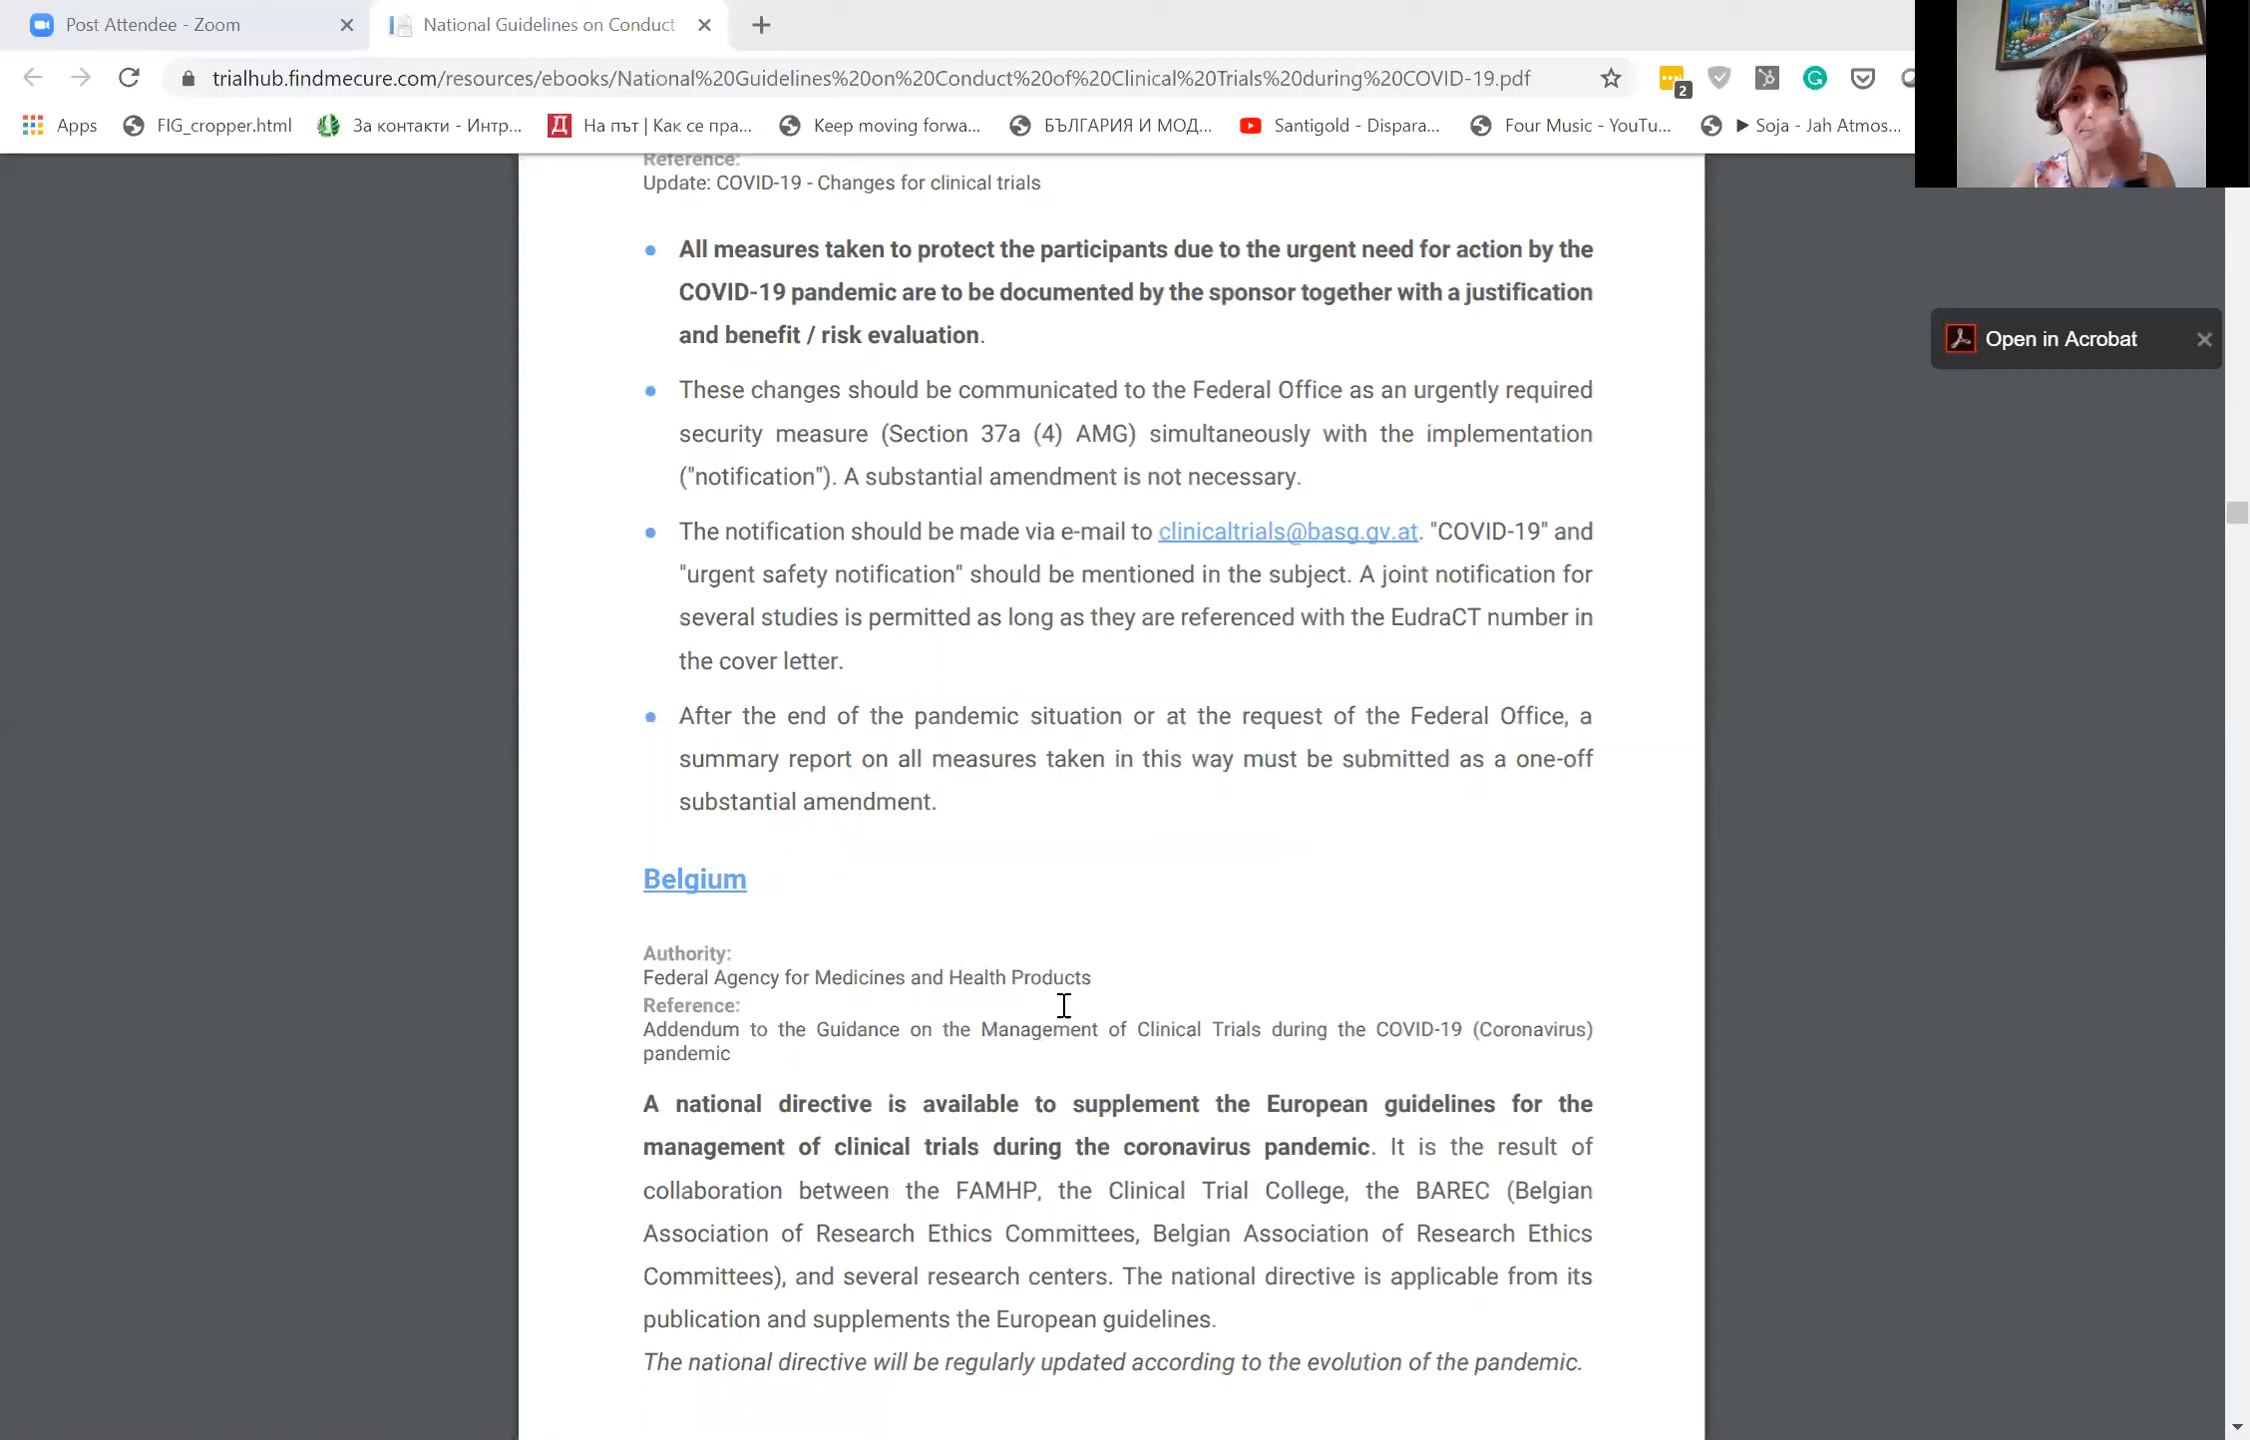 Post Attendee - Zoom
National Guidelines on Conduct
trialhub.findmecure.com/resources/ebooks/National%20Guidelines%20on%20Conduct%20of%20Clinical%20Trials%20during%20COVID-19.pdf
2
Apps
FIG_cropper.html
За контакти - Интр...
На път | Как се пра...
Keep moving forwa...
БЪЛГАРИЯ И МОД...
Santigold - Dispara...
Four Music - YouTu...
► Soja - Jah Atmos...
Open in Acrobat
Reference:
Update: COVID-19 - Changes for clinical trials
All measures taken to protect the participants due to the urgent need for action by the
COVID-19 pandemic are to be documented by the sponsor together with a justification
and benefit / risk evaluation.
These changes should be communicated to the Federal Office as an urgently required
security measure (Section 37a (4) AMG) simultaneously with the implementation
("notification"). A substantial amendment is not necessary.
The notification should be made via e-mail to clinicaltrials@basg.gv.at. "COVID-19" and
"urgent safety notification" should be mentioned in the subject. A joint notification for
several studies is permitted as long as they are referenced with the EudraCT number in
the cover letter.
After the end of the pandemic situation or at the request of the Federal Office, a
summary report on all measures taken in this way must be submitted as a one-off
substantial amendment.
Belgium
Authority:
Federal Agency for Medicines and Health Products
Reference:
Addendum to the Guidance on the Management of Clinical Trials during the COVID-19 (Coronavirus)
pandemic
A national directive is available to supplement the European guidelines for the
management of clinical trials during the coronavirus pandemic. It is the result of
collaboration between the FAMHP, the Clinical Trial College, the BAREC (Belgian
Association of Research Ethics Committees, Belgian Association of Research Ethics
Committees), and several research centers. The national directive is applicable from its
publication and supplements the European guidelines.
The national directive will be regularly updated according to the evolution of the pandemic.